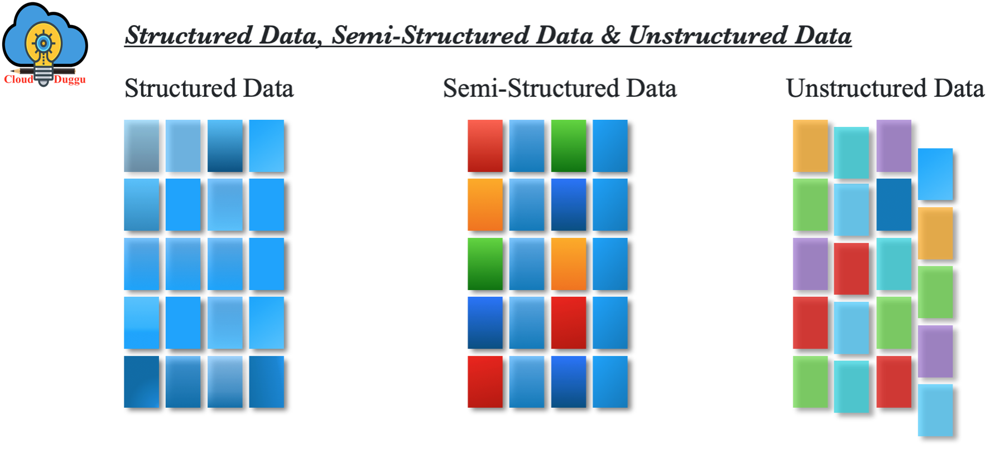 Cloud Duggu
Structured Data, Semi-Structured Data & Unstructured Data
Structured Data
Semi-Structured Data
Unstructured Data